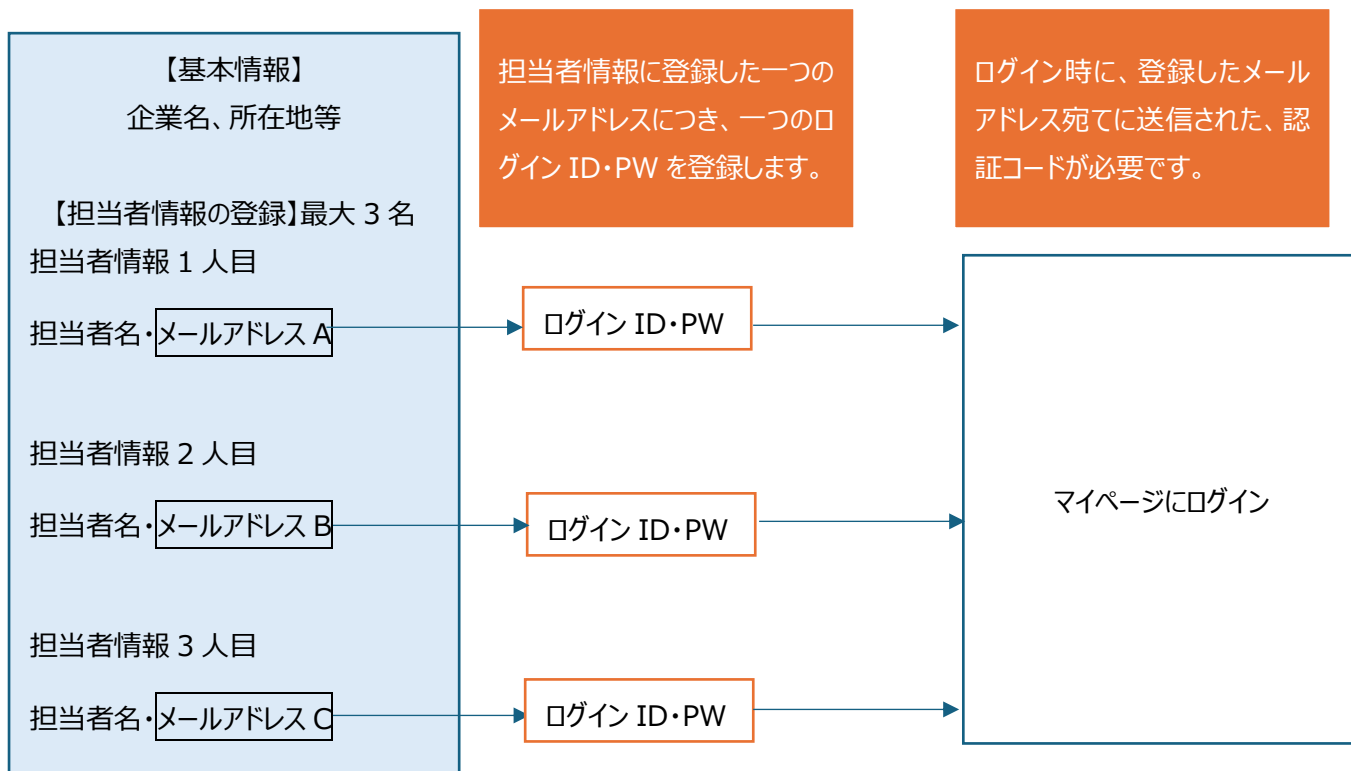 【基本情報】
企業名、所在地等
【担当者情報の登録】最大 3 名
担当者情報 1 人目
担当者名・メールアドレス A
担当者情報 2 人目
担当者名・メールアドレス B
担当者情報 3 人目
担当者名・メールアドレス C
担当者情報に登録した一つの
メールアドレスにつき、一つのロ
グイン ID・PW を登録します。
ログイン ID・PW
ログイン ID・PW
ログイン ID・PW
ログイン時に、登録したメール
アドレス宛てに送信された、認
証コードが必要です。
マイページにログイン